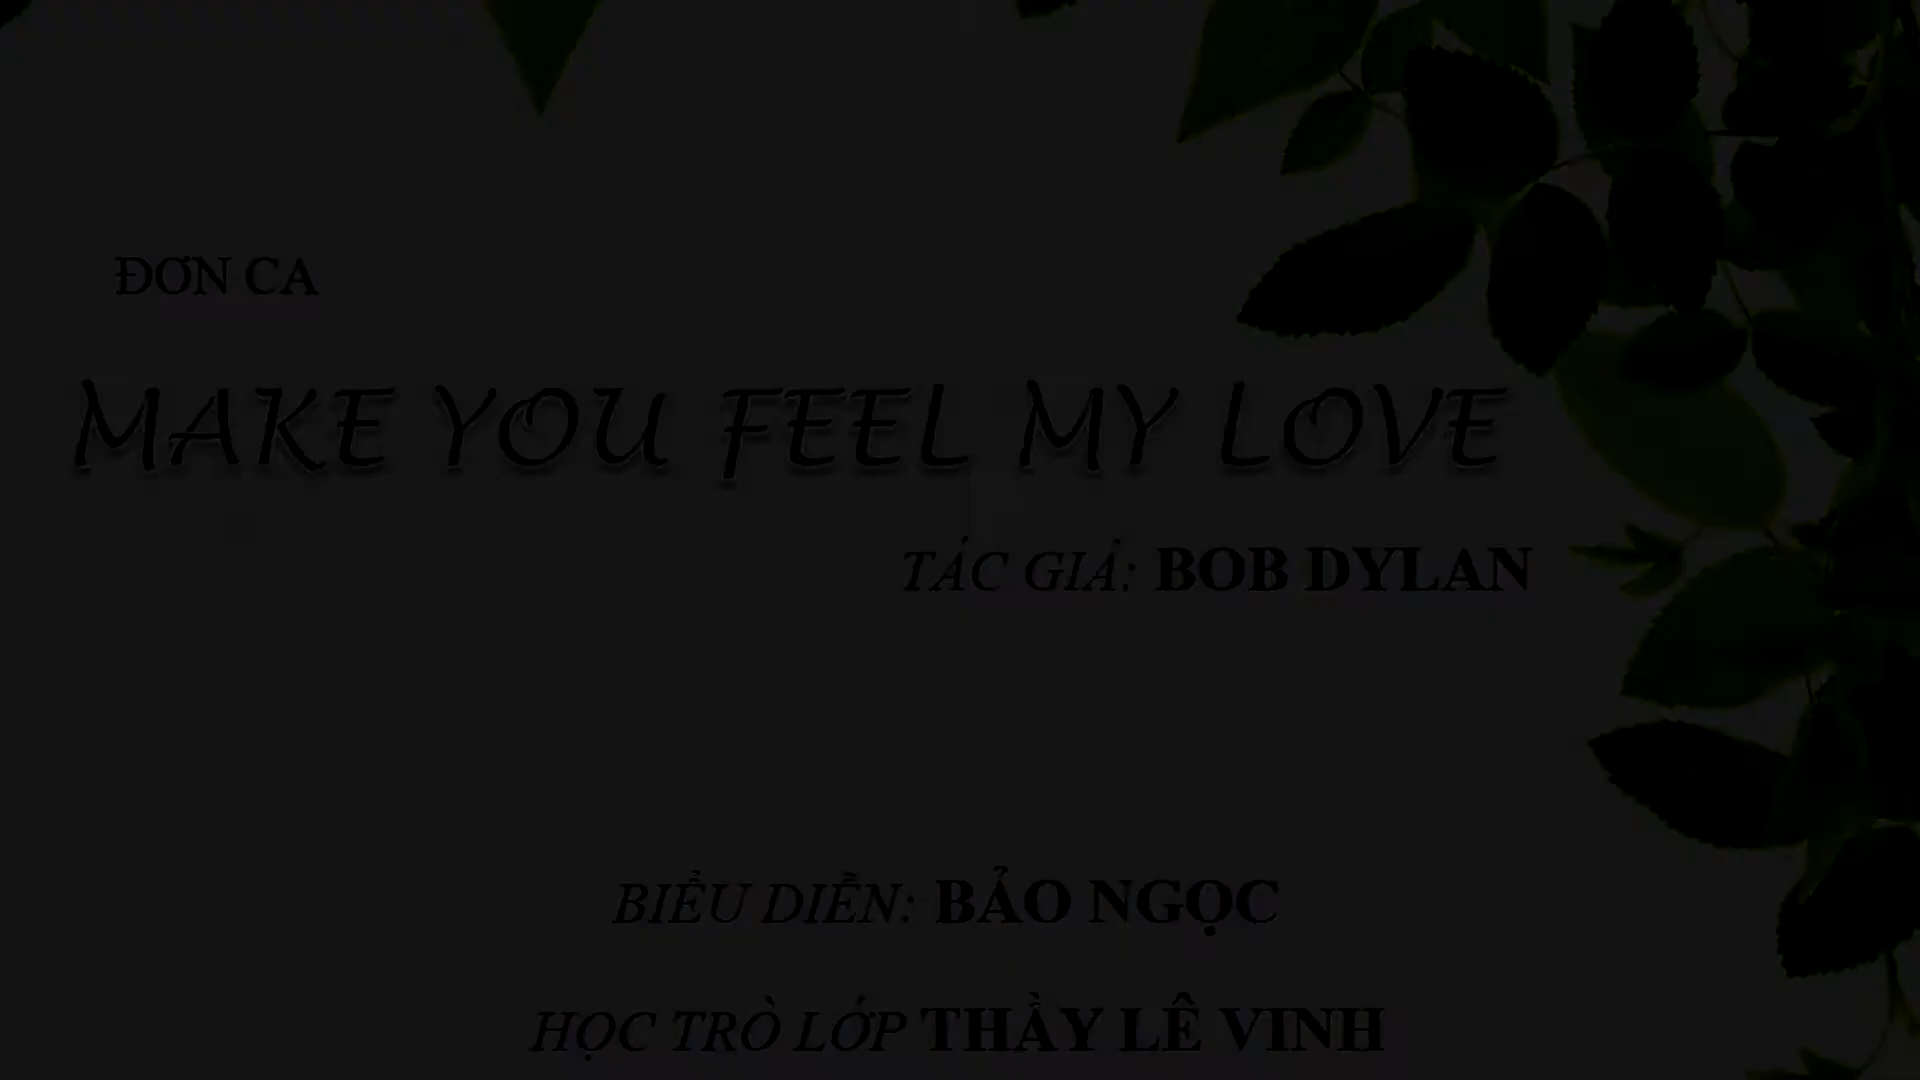 ĐƠN CA
MAKE YOU FEEL MY LOVE
TÁC GIẢ: BOB DYLAN
BIỂU DIỄN: BẢO NGỌC
HỌC TRÒ LỚP THẦY LÊ VINH